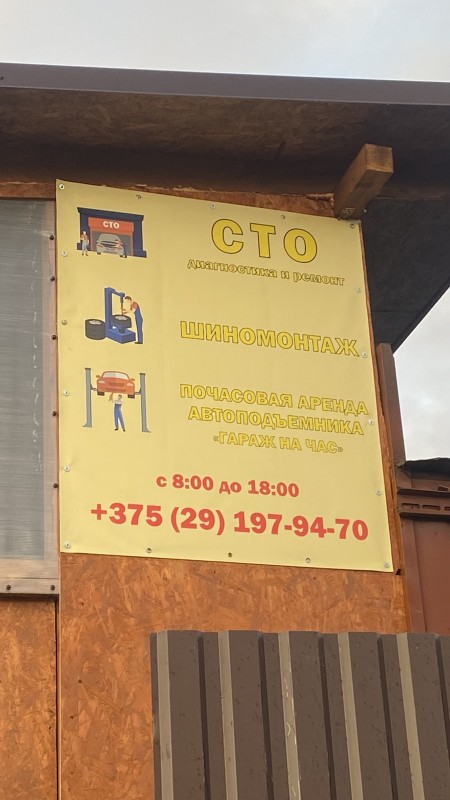 СТО
СТО
диагностика и ремонт
ШИНОМОНТАЖ
ПОЧАСОВАЯ АРЕНДА
АВТОПОДЪЕМНИКА
«ГАРАЖ НА ЧАС»
с 8:00 до 18:00
+375 (29) 197-94-70